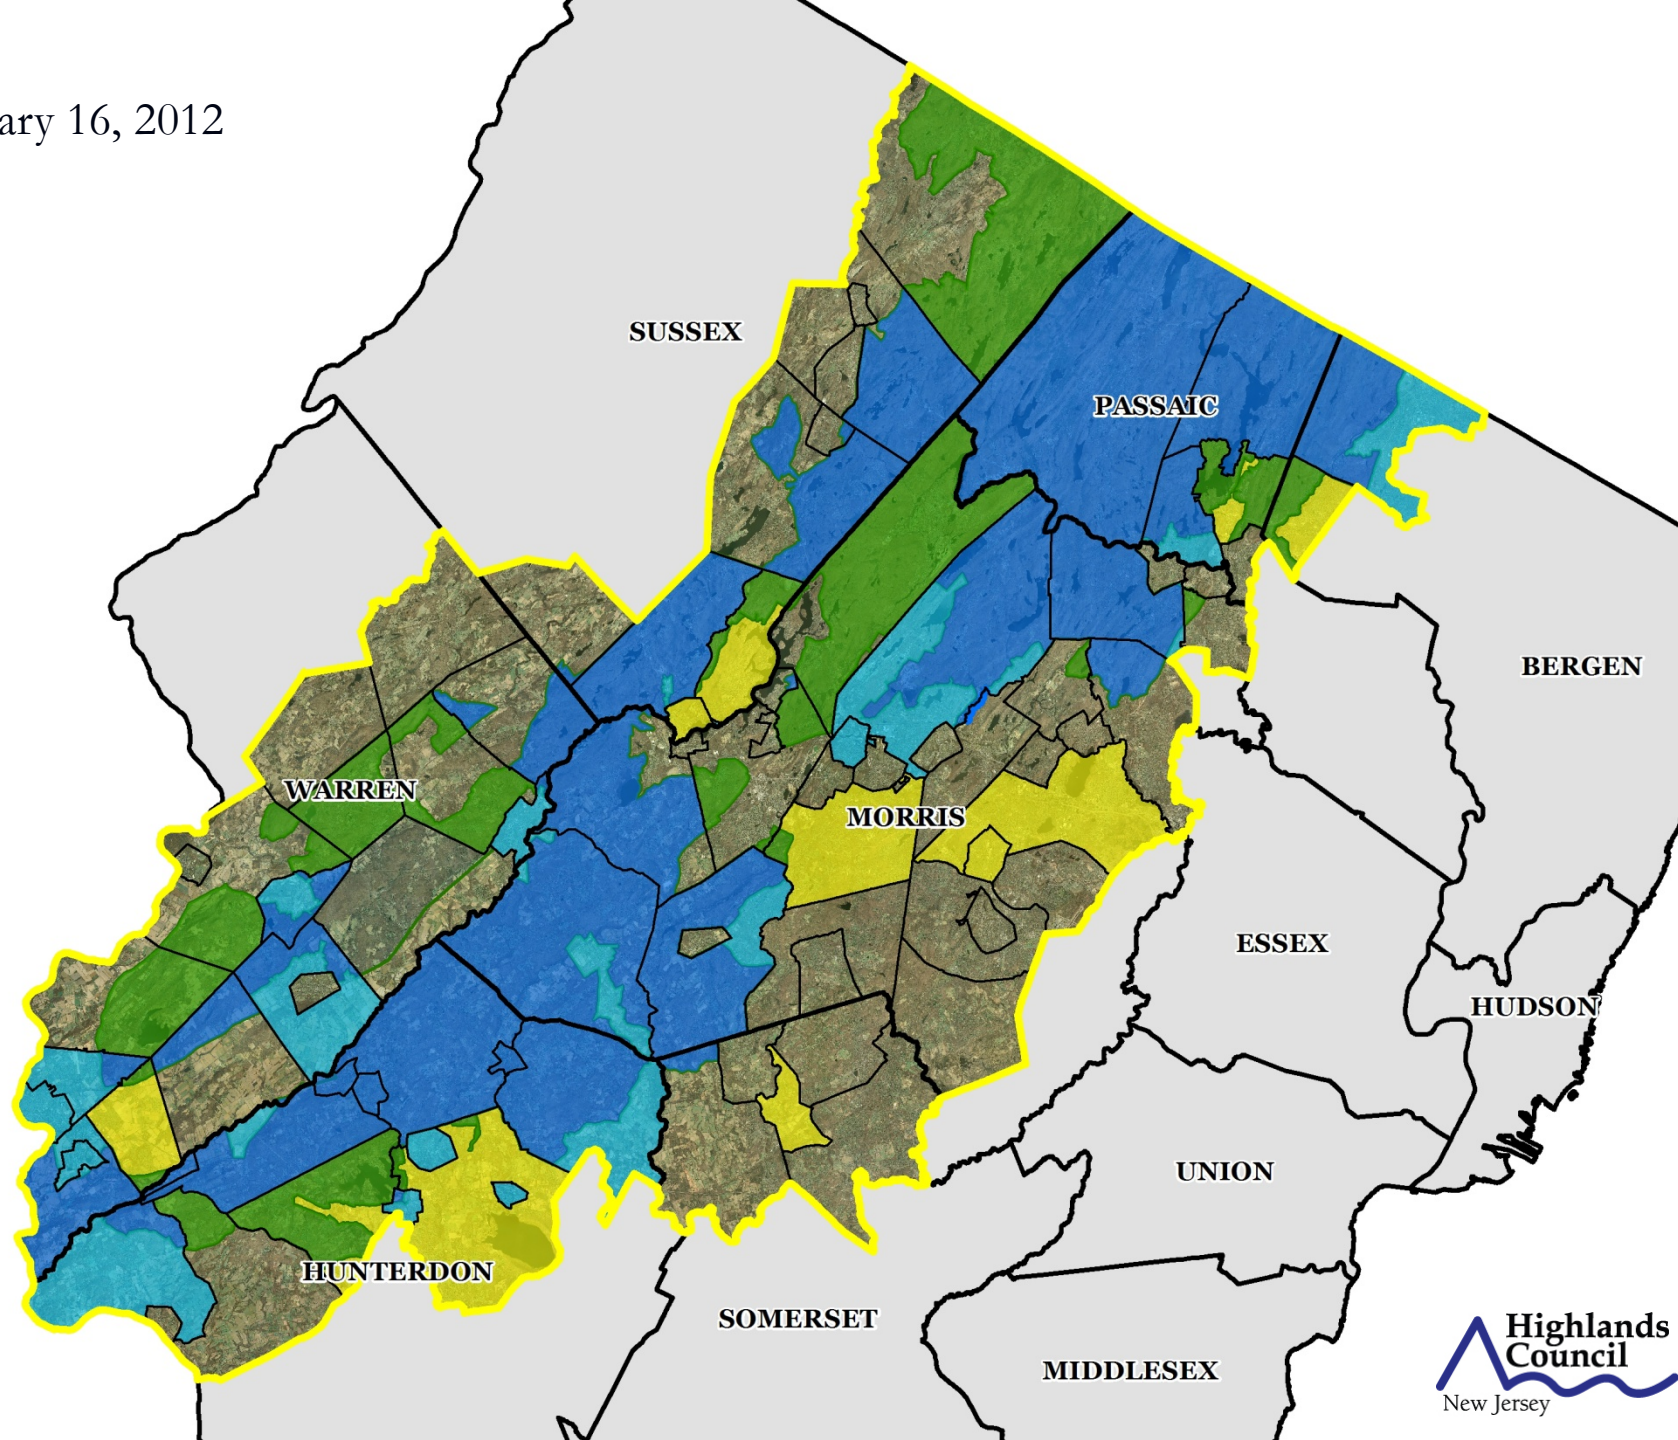 ary 16, 2012
SUSSEX
PASSAIC
BERGEN
WARREN
MORRIS
ESSEX
HUDSON
UNION
HUNTERDON
SOMERSET
MIDDLESEX
Highlands
Council
New Jersey